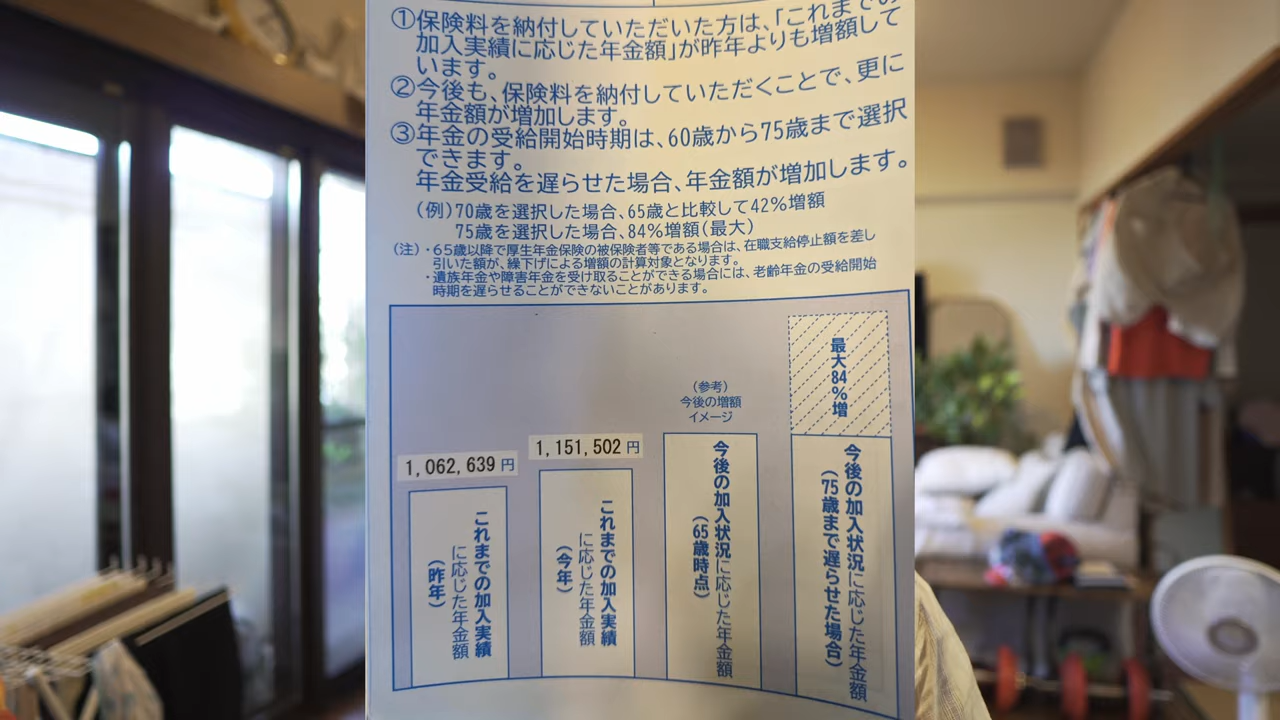 ①保険料を納付していただいた方は、「これまでの
加入実績に応じた年金額」が昨年よりも増額して
います。
②今後も、保険料を納付していただくことで、更に
年金額が増加します。
③年金の受給開始時期は、60歳から75歳まで選択
できます。
年金受給を遅らせた場合、年金額が増加します。
(例)70歳を選択した場合、65歳と比較して42%増額
75歳を選択した場合、84%増額(最大)
(注)・65歳以降で厚生年金保険の被保険者等である場合は、在職支給停止額を差し
引いた額が、繰下げによる増額の計算対象となります。
・遺族年金や障害年金を受け取ることができる場合には、老齢年金の受給開始
時期を遅らせることができないことがあります。
1,062,639円
これまでの加入実績
に応じた年金額
(昨年)
1,151,502円
これまでの加入実績
に応じた年金額
(今年)
(参考)
今後の増額
イメージ
今後の加入状況に応じた年金額
(65歳時点)
最大84%増
今後の加入状況に応じた年金額
(75歳まで遅らせた場合)